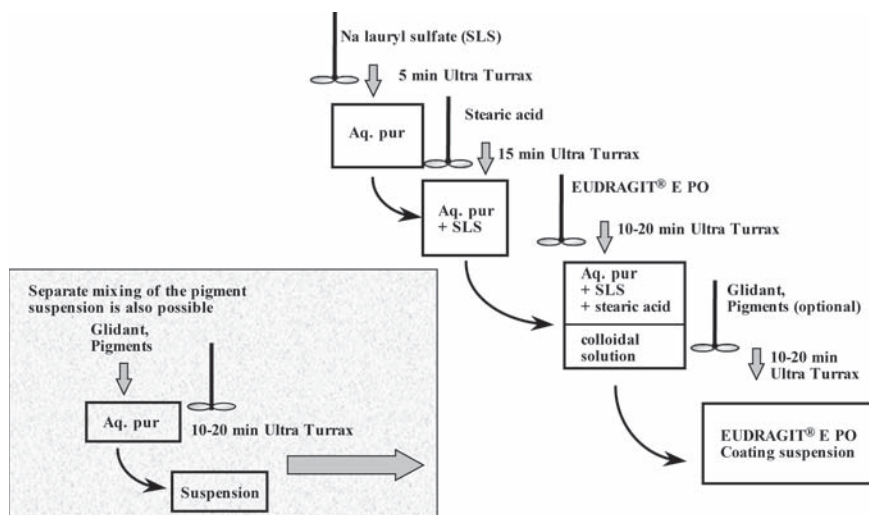 Na lauryl sulfate (SLS)
5 min Ultra Turrax
Aq. pur
Stearic acid
15 min Ultra Turrax
Aq. pur
+ SLS
EUDRAGIT® E PO
10-20 min Ultra Turrax
Aq. pur
+ SLS
+ stearic acid
colloidal
solution
Glidant,
Pigments (optional)
10-20 min
Ultra Turrax
EUDRAGIT® E PO
Coating suspension
Separate mixing of the pigment
suspension is also possible
Glidant,
Pigments
Aq. pur
10-20 min Ultra Turrax
Suspension